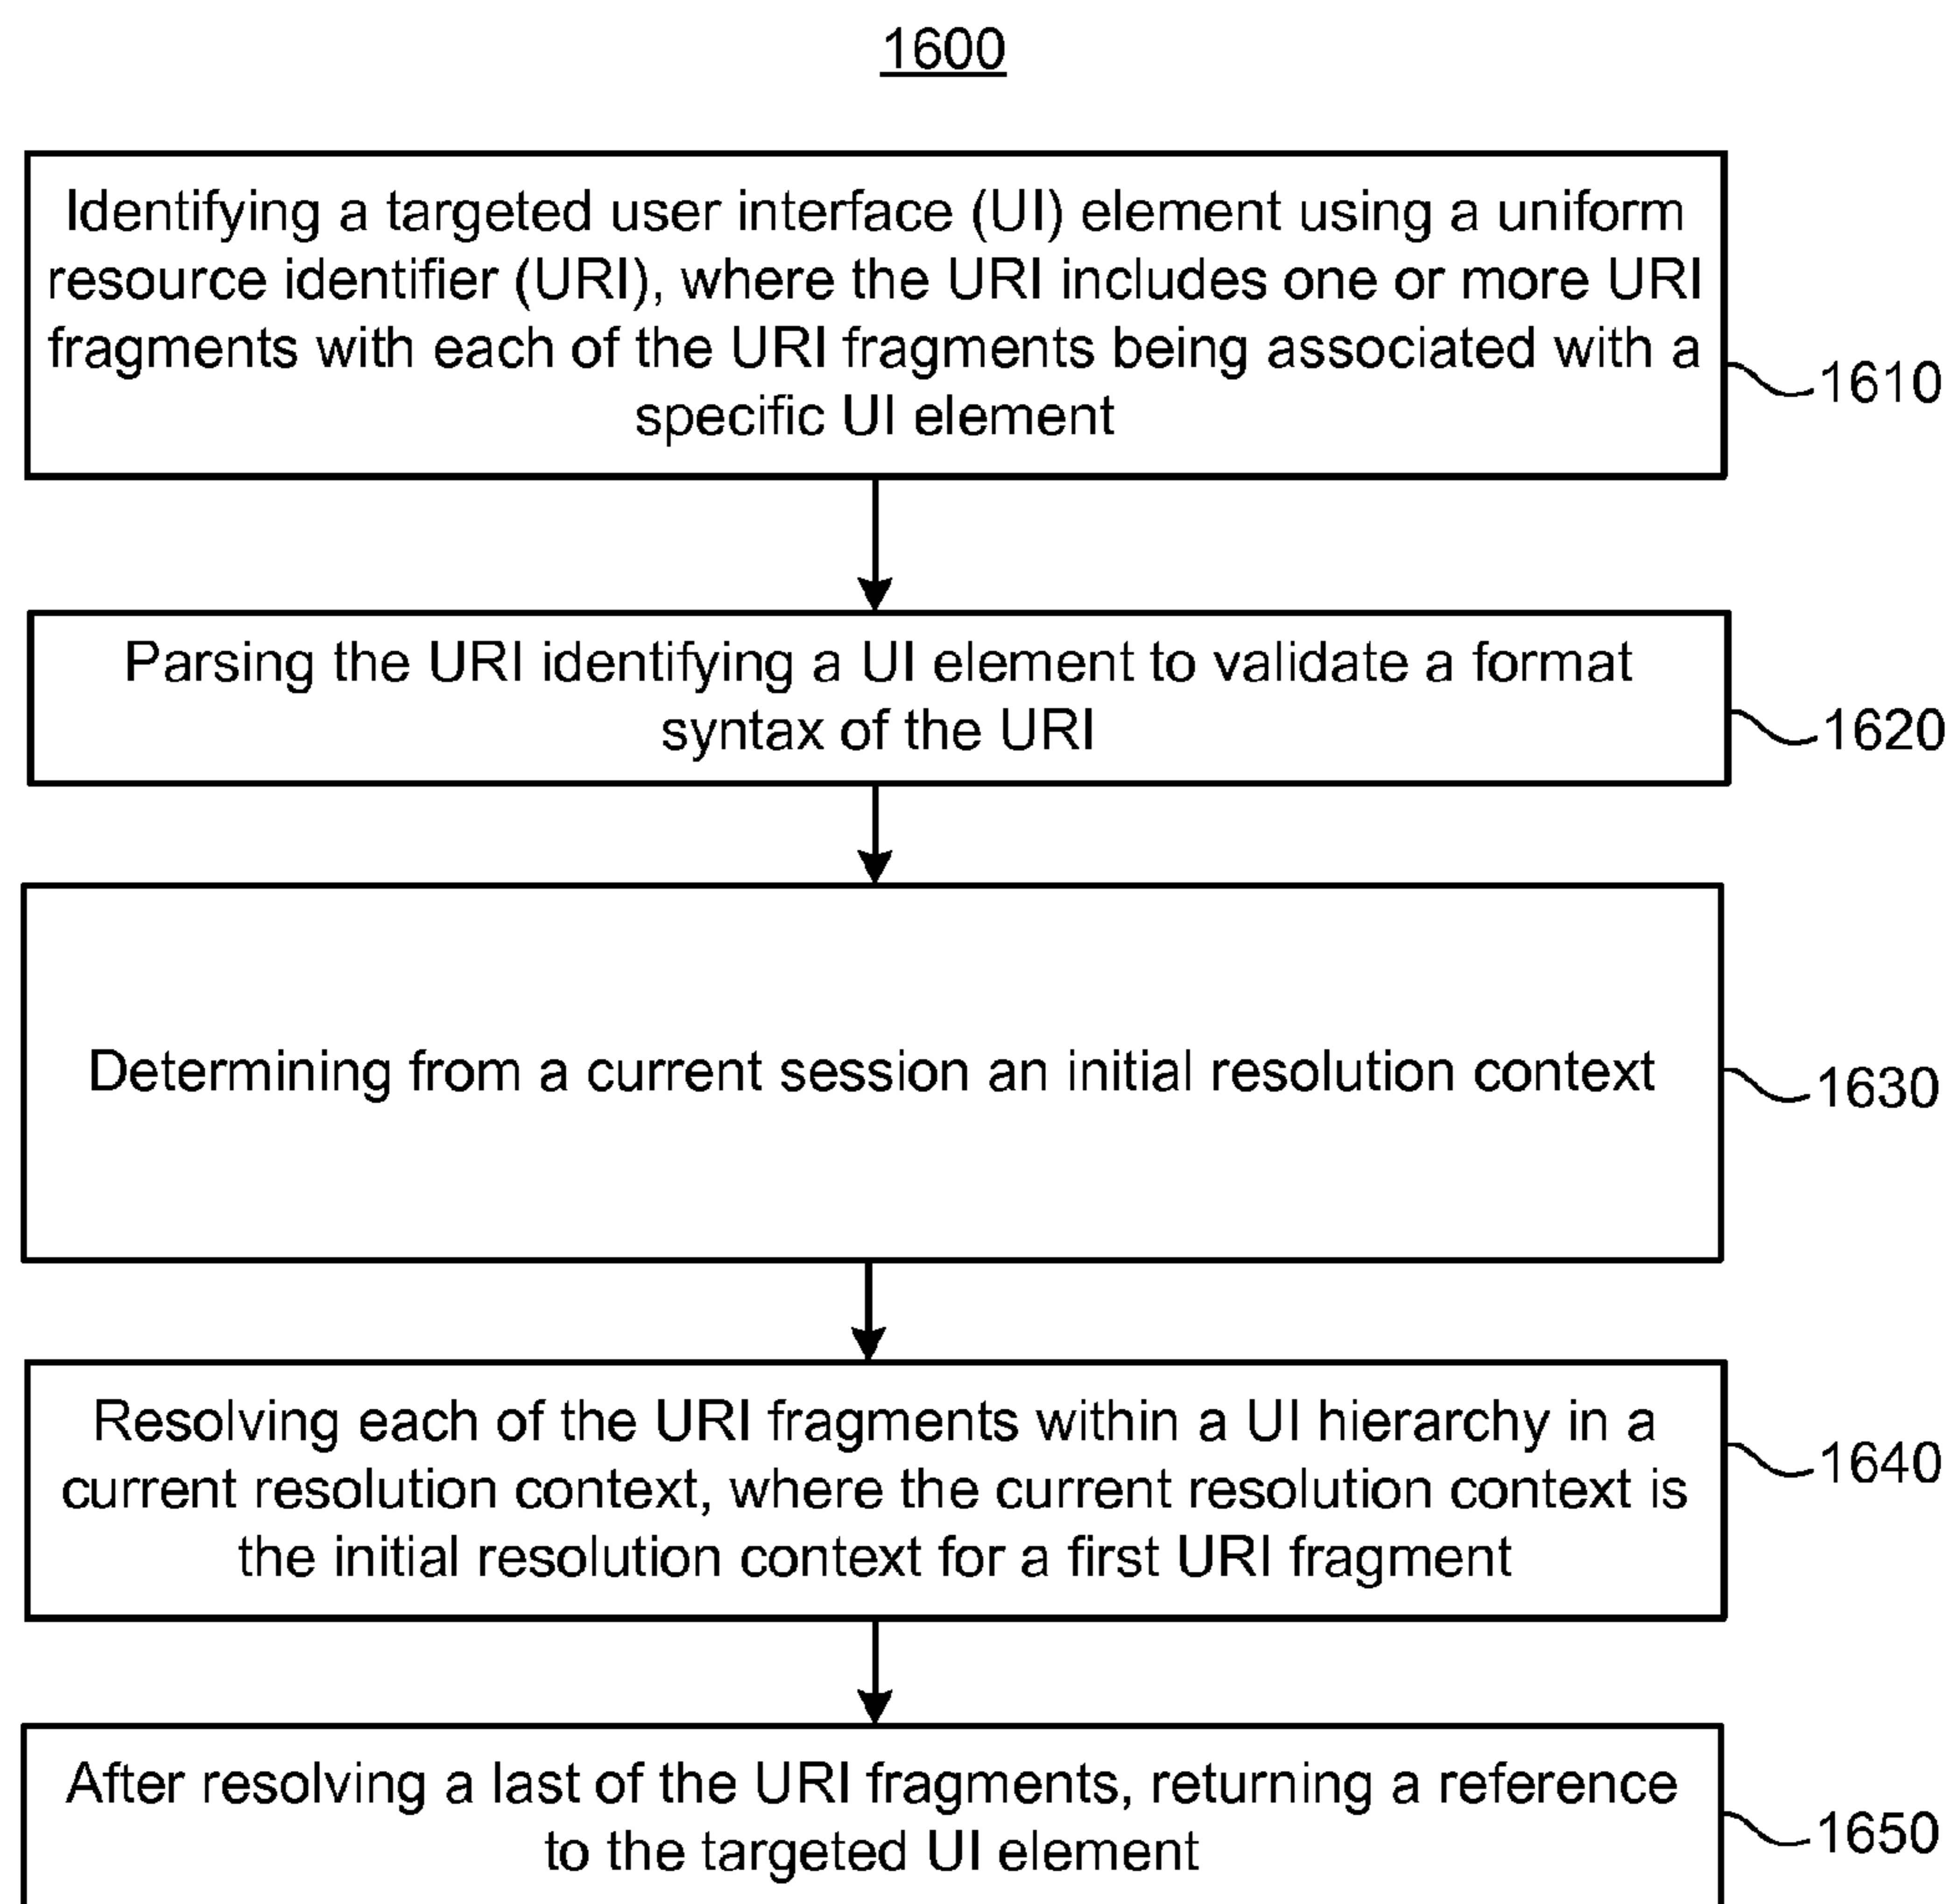 1600
Identifying a targeted user interface (UI) element using a uniform
resource identifier (URI), where the URI includes one or more URI
fragments with each of the URI fragments being associated with a
specific UI element
1610
Parsing the URI identifying a UI element to validate a format
syntax of the URI
1620
Determining from a current session an initial resolution context
1630
Resolving each of the URI fragments within a UI hierarchy in a
current resolution context, where the current resolution context is
the initial resolution context for a first URI fragment
1640
After resolving a last of the URI fragments, returning a reference
to the targeted UI element
1650